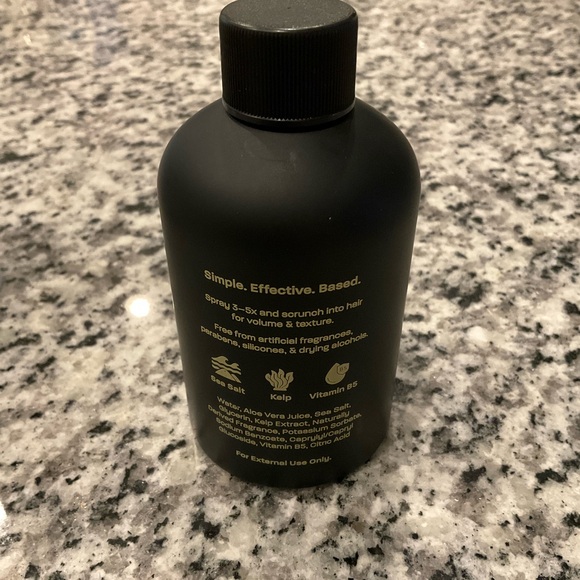 Simple. Effective. Based.
Spray 3–5x and scrunch into hair
for volume & texture.
Free from artificial fragrances,
parabens, silicones, & drying alcohols.
Sea Salt
Kelp
Vitamin B5
Water, Aloe Vera Juice, Sea Salt,
Glycerin, Kelp Extract, Naturally
Derived Fragrance, Potassium Sorbate,
Sodium Benzoate, Caprylyl/Capryl
Glucoside, Vitamin B5, Citric Acid
For External Use Only.